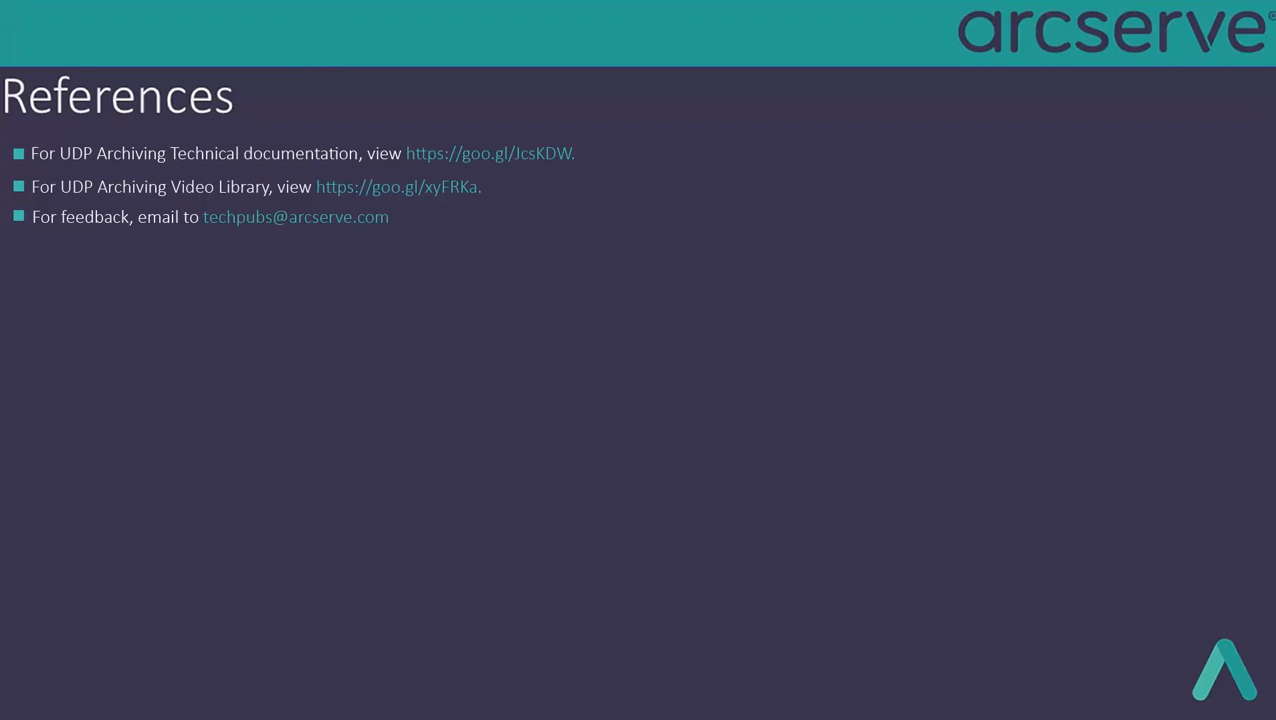 arcserve®
References
For UDP Archiving Technical documentation, view https://goo.gl/JcsKDW.
For UDP Archiving Video Library, view https://goo.gl/xyFRKa.
For feedback, email to techpubs@arcserve.com